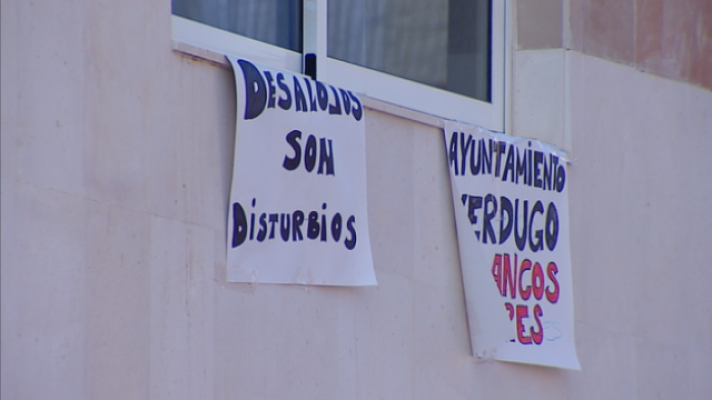 DESALOJOS
SON
DISTURBIOS
AYUNTAMIENTO
ERDUGO
ANCOS
ES